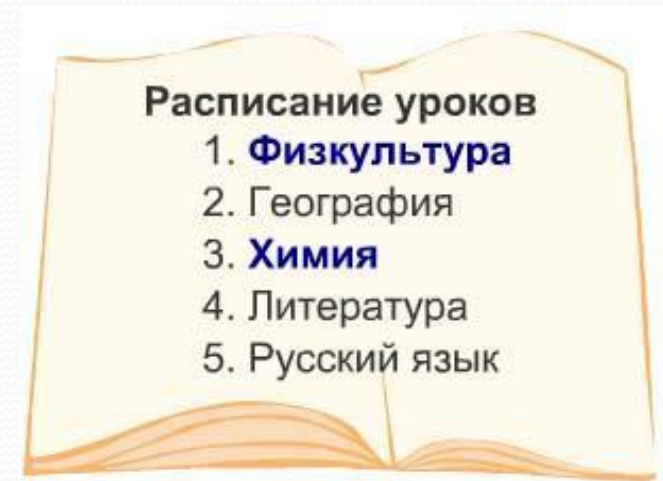 Расписание уроков
1. Физкультура
2. География
3. Химия
4. Литература
5. Русский язык